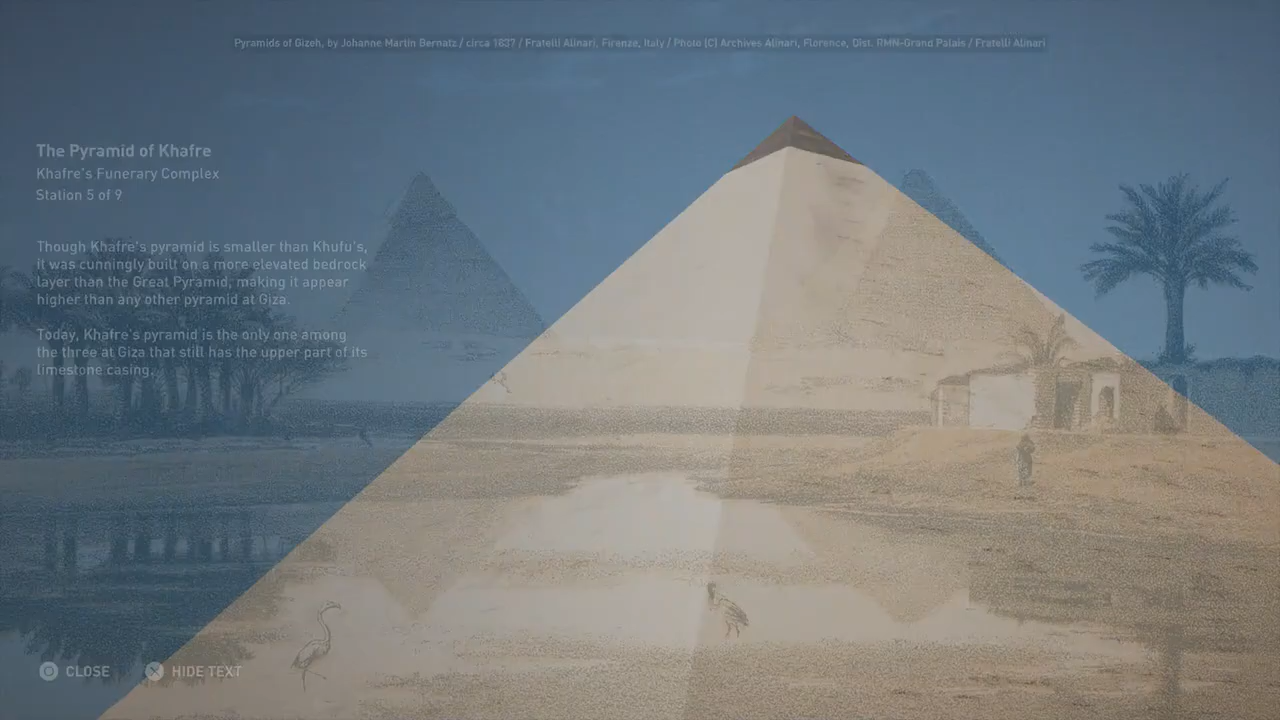 Pyramids of Gizeh, by Johanne Martin Bernatz / circa 1837 / Fratelli Alinari, Firenze, Italy / Photo (C) Archives Alinari, Florence, Dist. RMN-Grand Palais / Fratelli Alinari
The Pyramid of Khafre
Khafre's Funerary Complex
Station 5 of 9
Though Khafre's pyramid is smaller than Khufu's,
it was cunningly built on a more elevated bedrock
layer than the Great Pyramid, making it appear
higher than any other pyramid at Giza.
Today, Khafre's pyramid is the only one among
the three at Giza that still has the upper part of its
limestone casing.
CLOSE HIDE TEXT